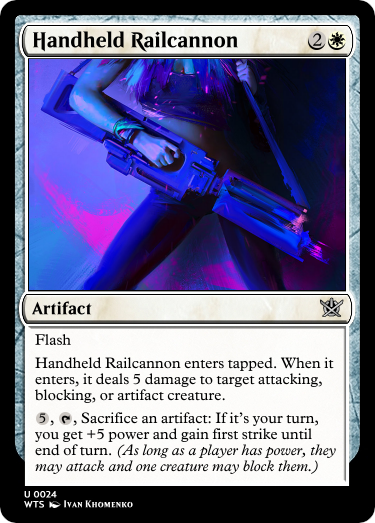 Handheld Railcannon 2
Artifact
Flash
Handheld Railcannon enters tapped. When it
enters, it deals 5 damage to target attacking,
blocking, or artifact creature.
5, , Sacrifice an artifact: If it's your turn,
you get +5 power and gain first strike until
end of turn. (As long as a player has power, they
may attack and one creature may block them.)
U 0024
WTS Ivan Khomenko